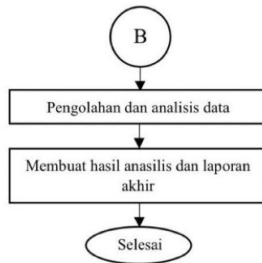 B
Pengolahan dan analisis data
Membuat hasil anasilis dan laporan
akhir
Selesai